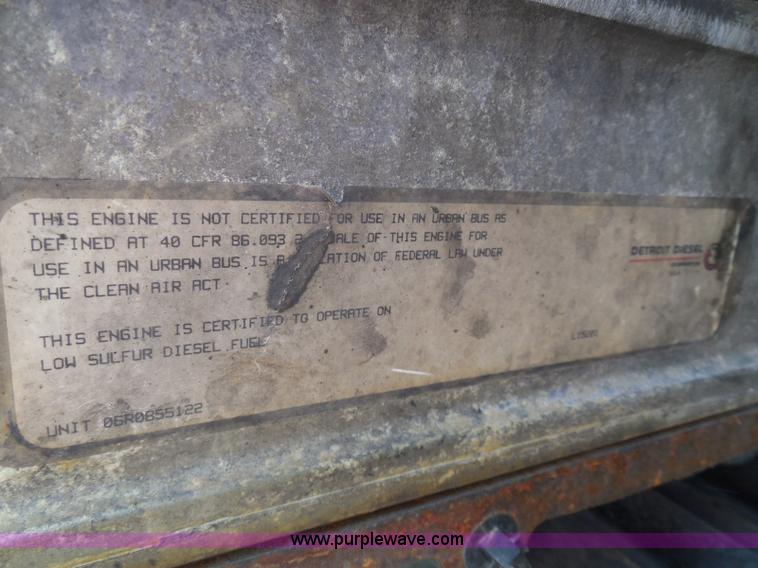 THIS ENGINE IS NOT CERTIFIED FOR USE IN AN URBAN BUS AS
DEFINED AT 40 CFR 86.093 ALE OF THIS ENGINE FOR
USE IN AN URBAN BUS IS A ATION OF FEDERAL LAW UNDER
THE CLEAN AIR ACT
THIS ENGINE IS CERTIFIED TO OPERATE ON
LOW SULFUR DIESEL FUEL
UNIT 06R0855122
DETROIT DIESEL
www.purplewave.com